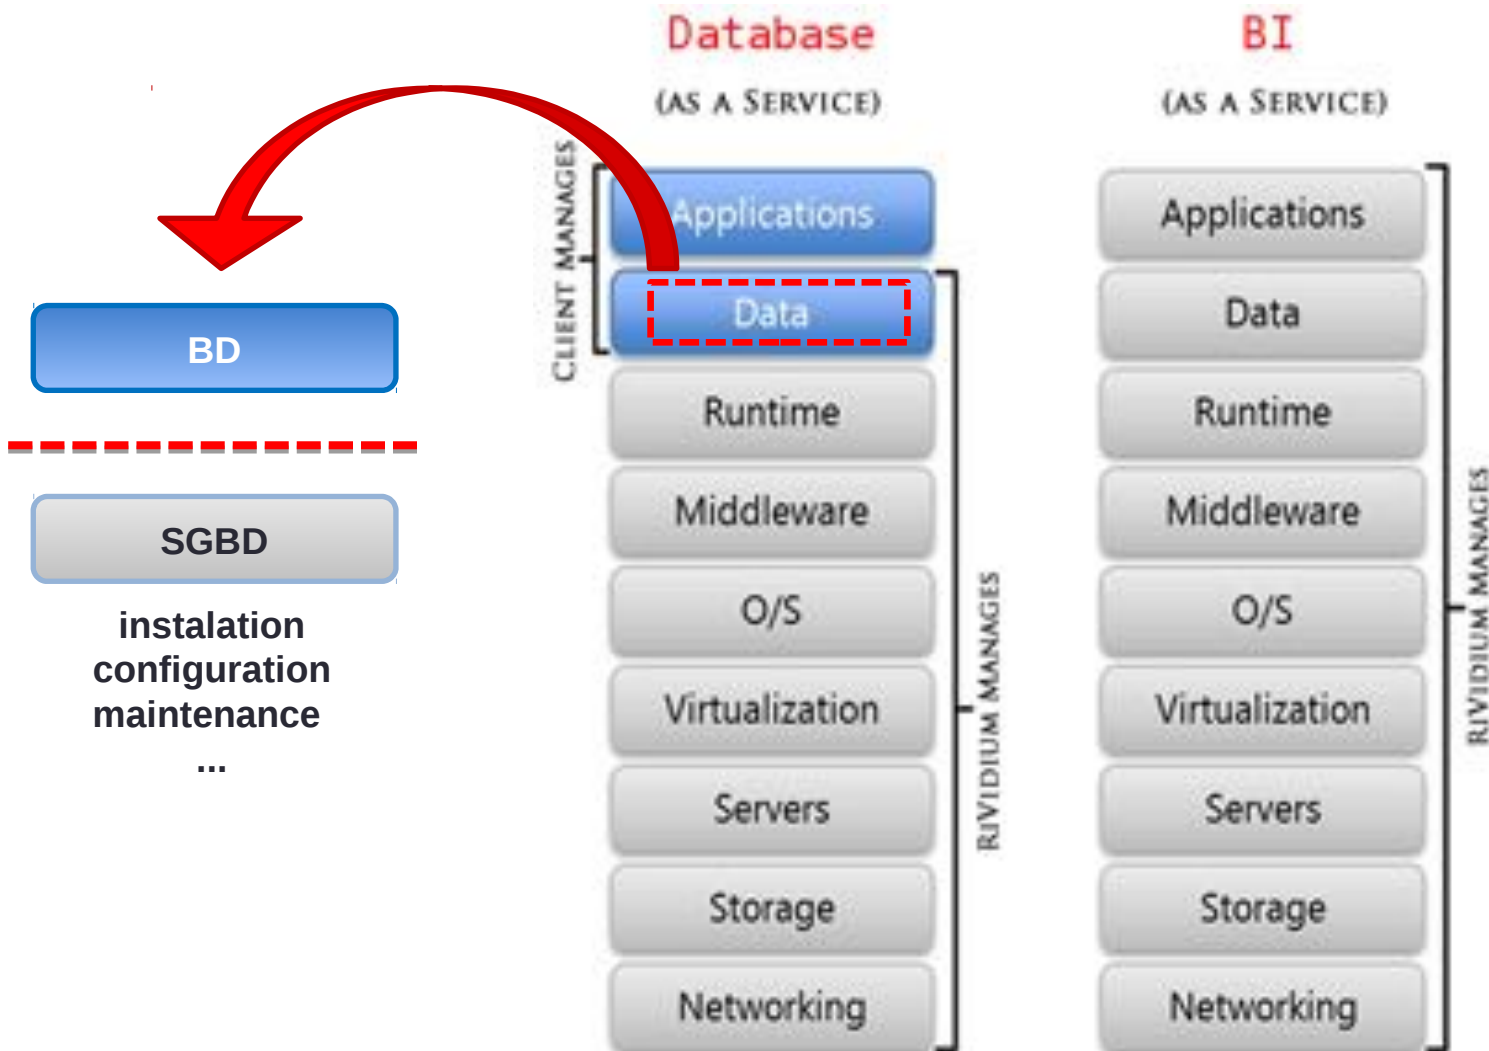 Database
(AS A SERVICE)
BI
(AS A SERVICE)
BD
SGBD
instalation
configuration
maintenance
...
CLIENT MANAGES
Applications
Data
Runtime
Middleware
O/S
Virtualization
Servers
Storage
Networking
RIVIDIUM MANAGES
Applications
Data
Runtime
Middleware
O/S
Virtualization
Servers
Storage
Networking
RIVIDIUM MANAGES